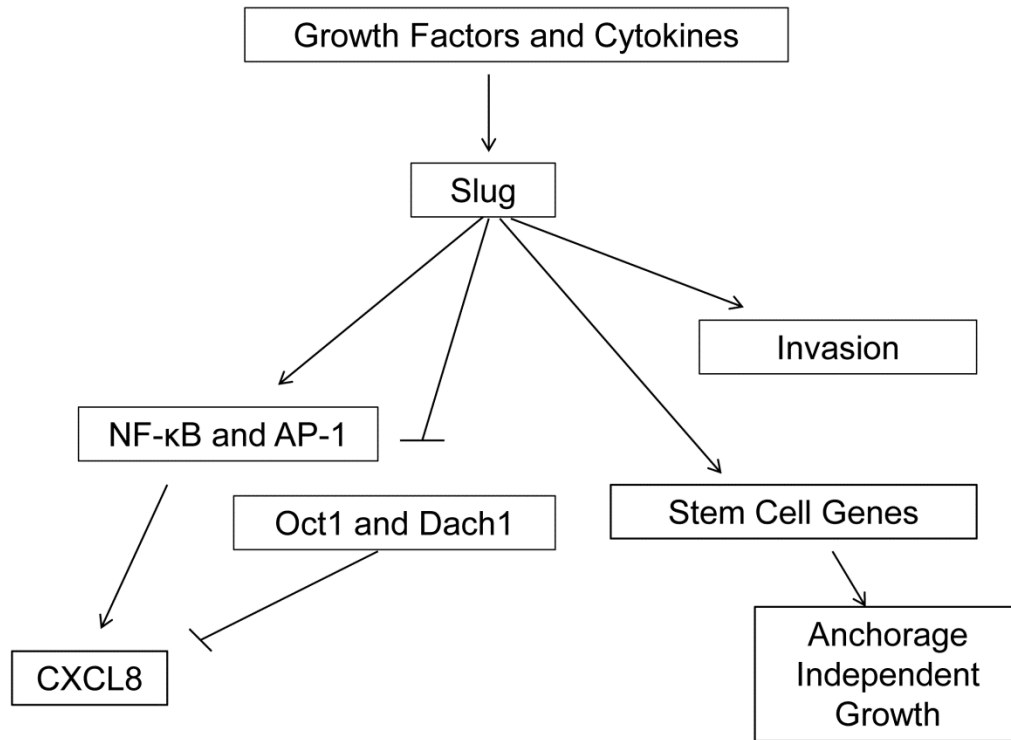 Growth Factors and Cytokines
Slug
Invasion
NF-κB and AP-1
Oct1 and Dach1
Stem Cell Genes
CXCL8
Anchorage
Independent
Growth